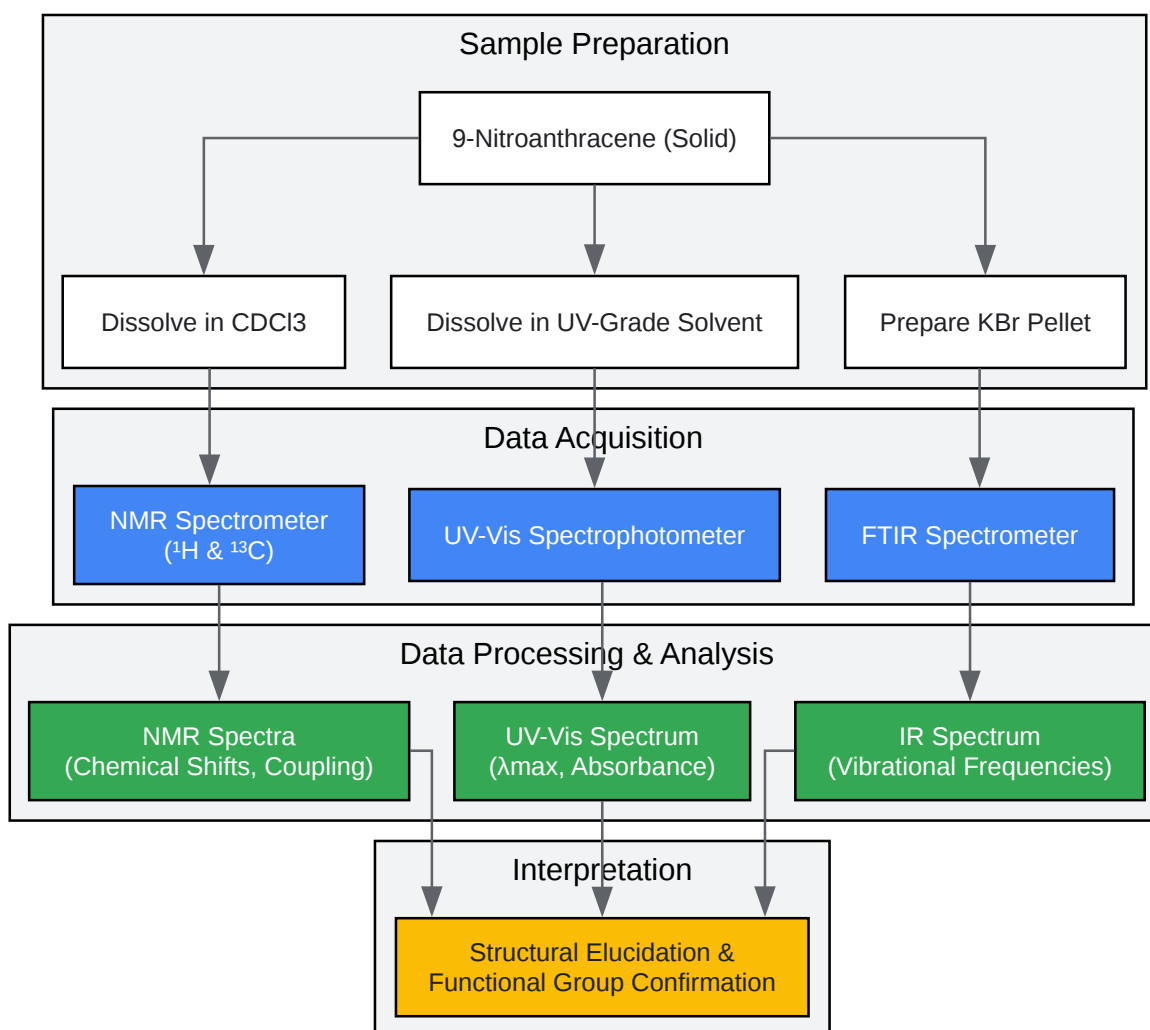 Sample Preparation
9-Nitroanthracene (Solid)
Dissolve in CDCl3
Dissolve in UV-Grade Solvent
Prepare KBr Pellet
Data Acquisition
NMR Spectrometer
(¹H & ¹³C)
UV-Vis Spectrophotometer
FTIR Spectrometer
Data Processing & Analysis
NMR Spectra
(Chemical Shifts, Coupling)
UV-Vis Spectrum
(λmax, Absorbance)
IR Spectrum
(Vibrational Frequencies)
Interpretation
Structural Elucidation &
Functional Group Confirmation